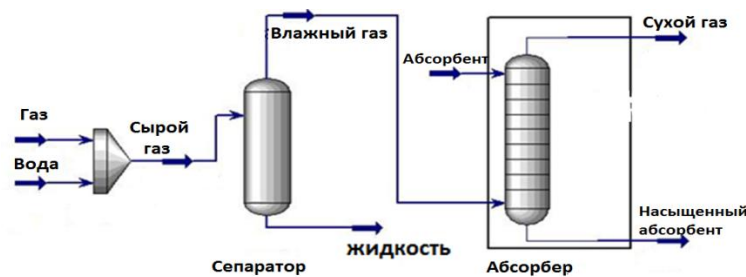 Влажный газ
Сухой газ
Абсорбент
Газ
Вода
Сырой
газ
Насыщенный
абсорбент
жидкость
Сепаратор
Абсорбер